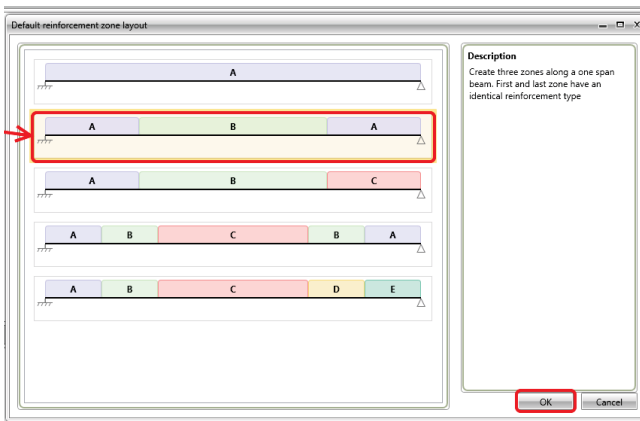 Default reinforcement zone layout
A
A B A
A B C
A B C B A
A B C D E
Description
Create three zones along a one span
beam. First and last zone have an
identical reinforcement type
OK Cancel